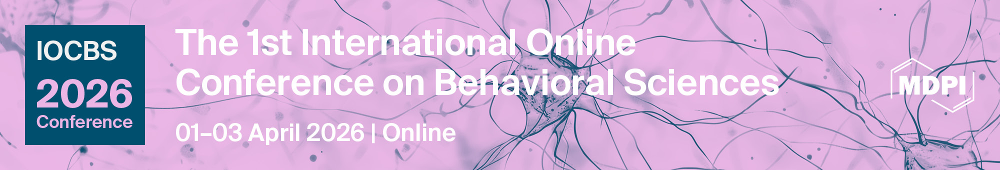 IOCBS
2026
Conference
The 1st International Online
Conference on Behavioral Sciences
01–03 April 2026 | Online
MDPI